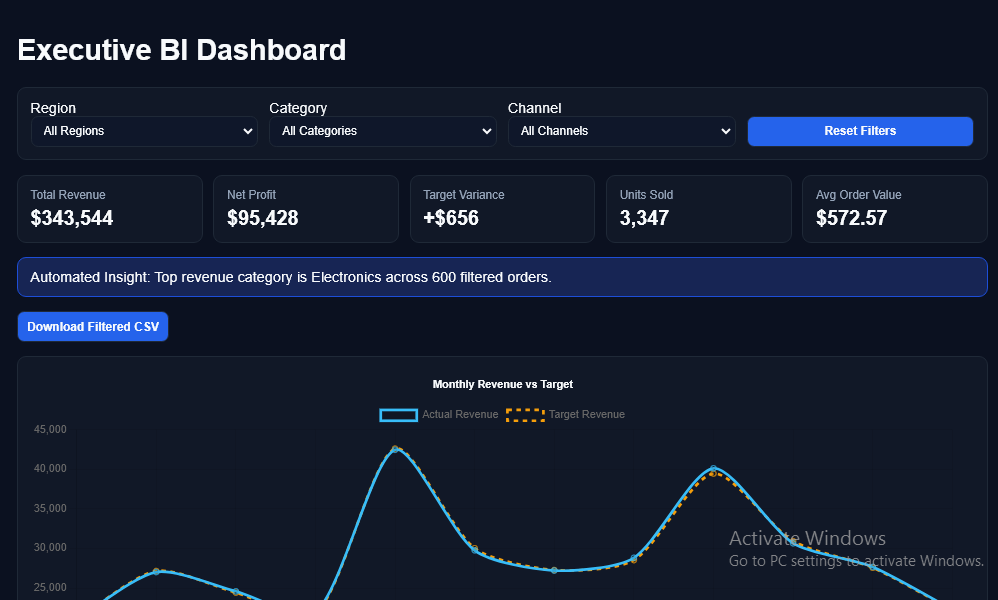 Executive BI Dashboard
Region Category Channel
All Regions All Categories All Channels Reset Filters
Total Revenue Net Profit Target Variance Units Sold Avg Order Value
$343,544 $95,428 +$656 3,347 $572.57
Automated Insight: Top revenue category is Electronics across 600 filtered orders.
Download Filtered CSV
Monthly Revenue vs Target
Actual Revenue Target Revenue
45,000
40,000
35,000
30,000
25,000
Activate Windows
Go to PC settings to activate Windows.